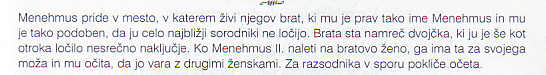 Menehmus pride v mesto, v katerem živi njegov brat, ki mu je prav tako ime Menehmus in mu
je tako podoben, da ju celo najbližji sorodniki ne ločijo. Brata sta namreč dvojčka, ki ju je še kot
otroka ločilo nesrečno naključje. Ko Menehmus II. naleti na bratovo ženo, ga ima ta za svojega
moža in mu očita, da jo vara z drugimi ženskami. Za razsodnika v sporu pokliče očeta.